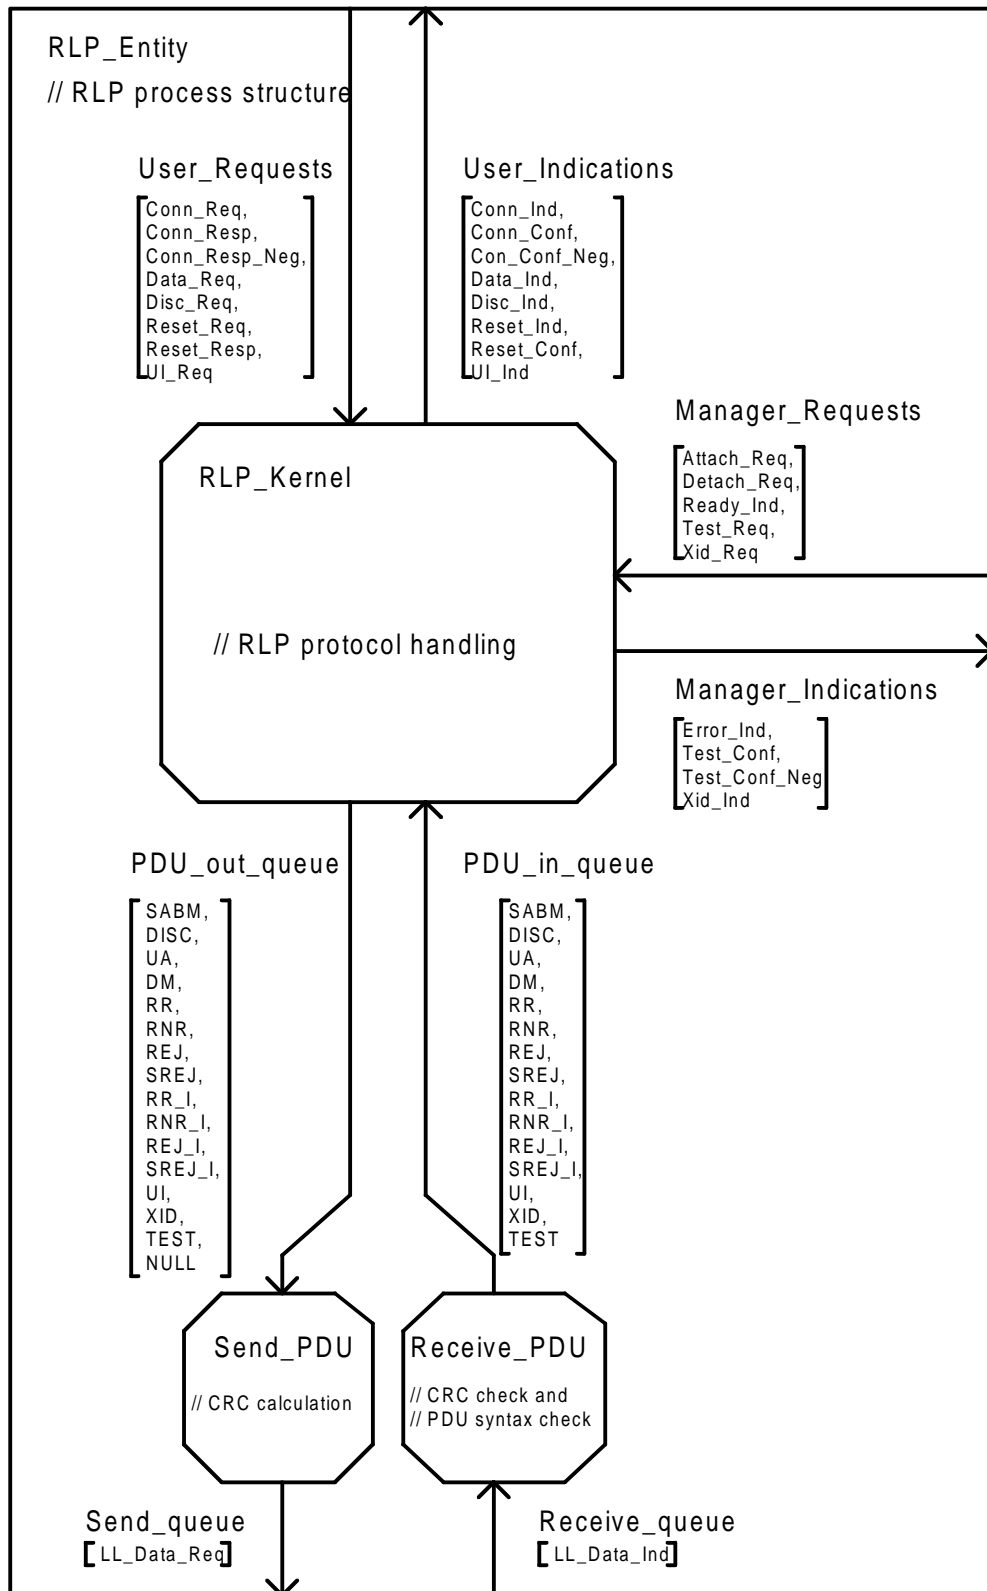 RLP_Entity
// RLP process structure
User_Requests
Conn_Req,
Conn_Resp,
Conn_Resp_Neg,
Data_Req,
Disc_Req,
Reset_Req,
Reset_Resp,
UI_Req
User_Indications
Conn_Ind,
Conn_Conf,
Con_Conf_Neg,
Data_Ind,
Disc_Ind,
Reset_Ind,
Reset_Conf,
UI_Ind
Manager_Requests
Attach_Req,
Detach_Req,
Ready_Ind,
Test_Req,
Xid_Req
RLP_Kernel
// RLP protocol handling
Manager_Indications
Error_Ind,
Test_Conf,
Test_Conf_Neg
Xid_Ind
PDU_out_queue
SABM,
DISC,
UA,
DM,
RR,
RNR,
REJ,
SREJ,
RR_I,
RNR_I,
REJ_I,
SREJ_I,
UI,
XID,
TEST,
NULL
PDU_in_queue
SABM,
DISC,
UA,
DM,
RR,
RNR,
REJ,
SREJ,
RR_I,
RNR_I,
REJ_I,
SREJ_I,
UI,
XID,
TEST
Send_PDU
// CRC calculation
Receive_PDU
// CRC check and
// PDU syntax check
Send_queue
[LL_Data_Req]
Receive_queue
[LL_Data_Ind]